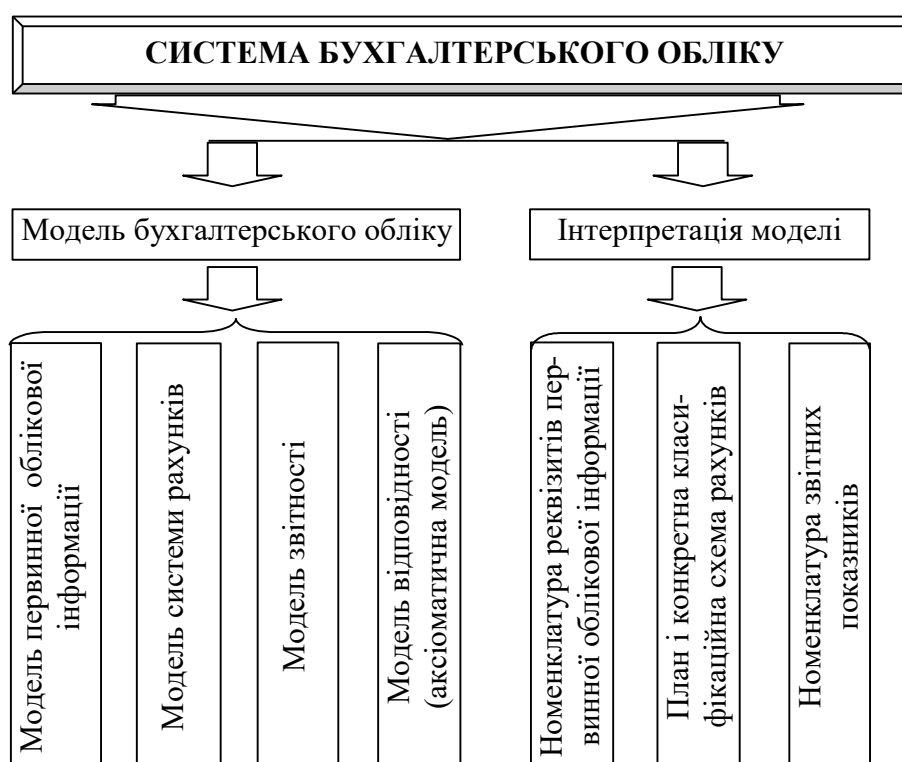 СИСТЕМА БУХГАЛТЕРСЬКОГО ОБЛІКУ
Модель бухгалтерського обліку
Інтерпретація моделі
Модель первинної облікової
інформації
Модель системи рахунків
Модель звітності
Модель відповідності
(аксіоматична модель)
Номенклатура реквізитів пер-
винної облікової інформації
План і конкретна класи-
фікаційна схема рахунків
Номенклатура звітних
показників